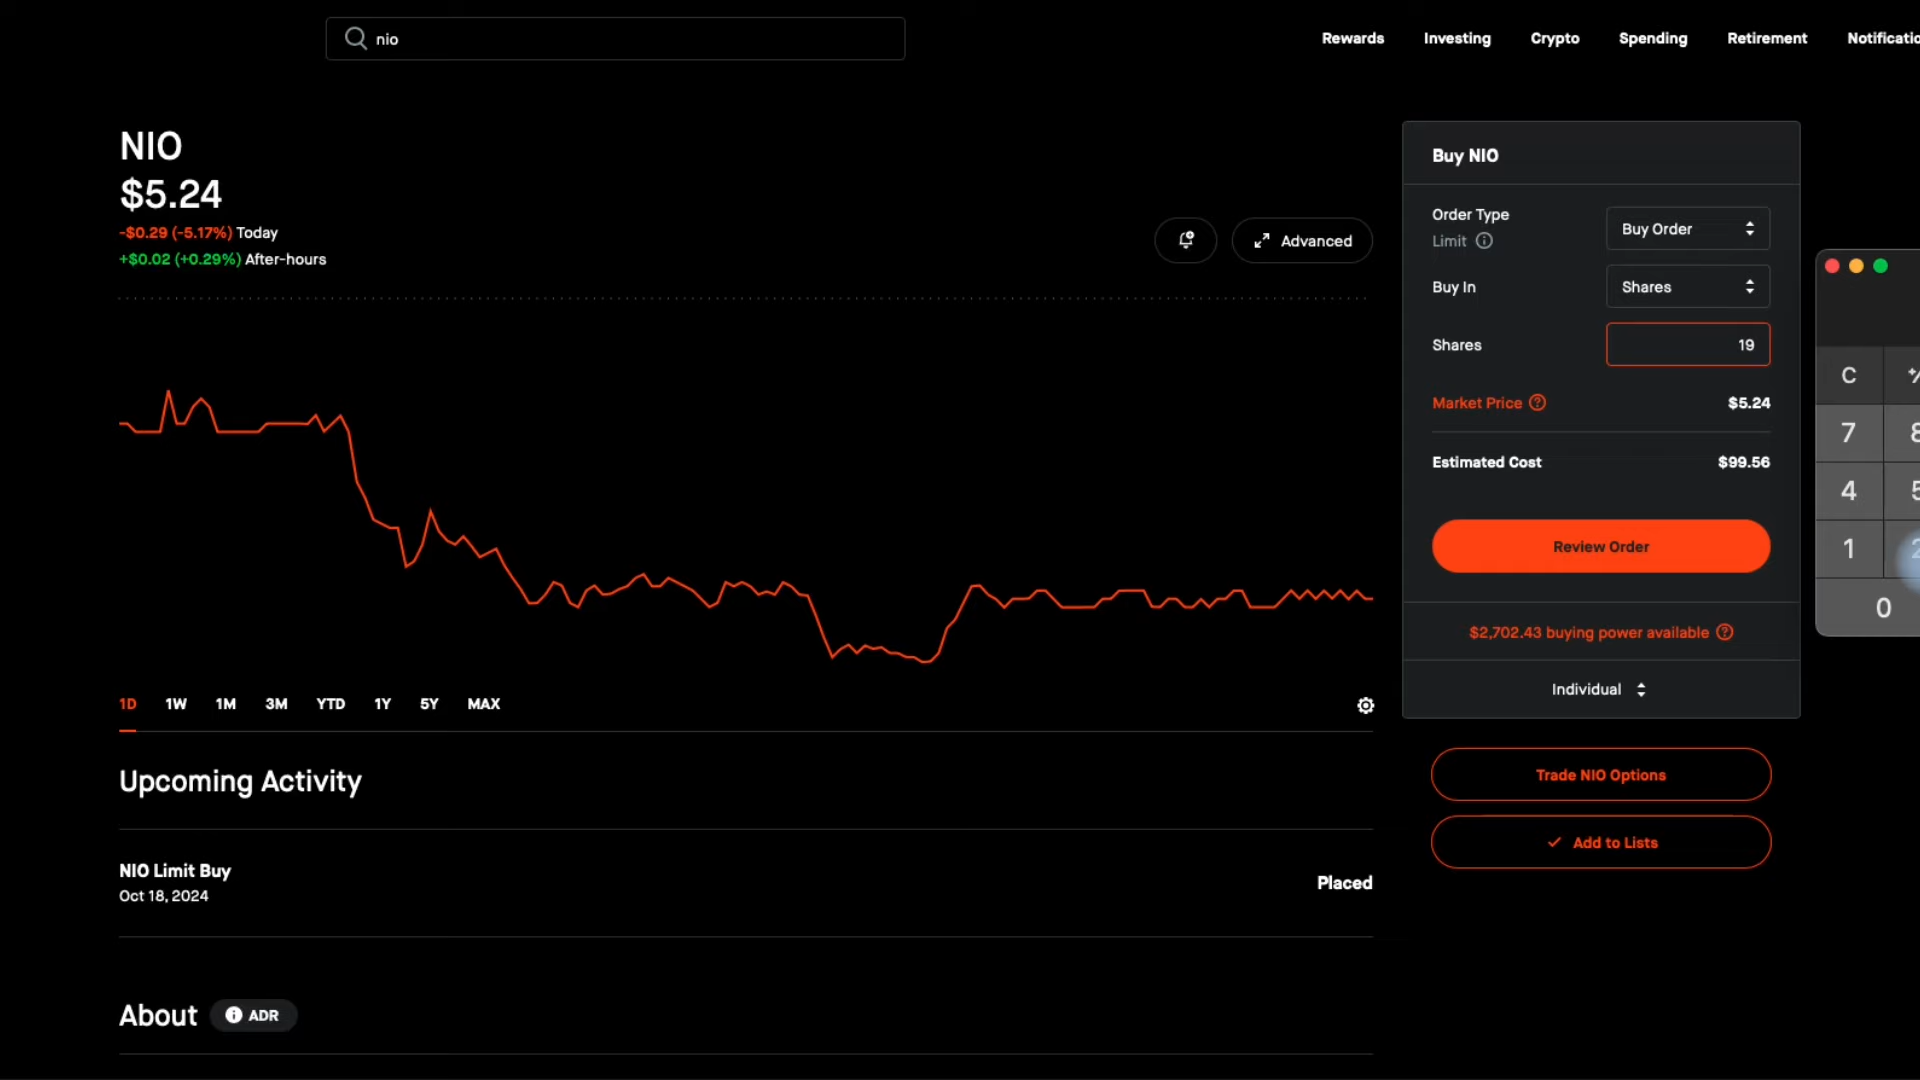 nio
Rewards
Investing
Crypto
Spending
Retirement
NIO
$5.24
-$0.29 (-5.17%) Today
+$0.02 (+0.29%) After-hours
Advanced
1D
1W
1M
3M
YTD
1Y
5Y
MAX
Upcoming Activity
NIO Limit Buy
Oct 18, 2024
Placed
About
ADR
Buy NIO
Order Type
Limit
Buy Order
Buy In
Shares
Shares
19
Market Price
$5.24
Estimated Cost
$99.56
Review Order
$2,702.43 buying power available
Individual
Trade NIO Options
Add to Lists
C
7
4
1
0